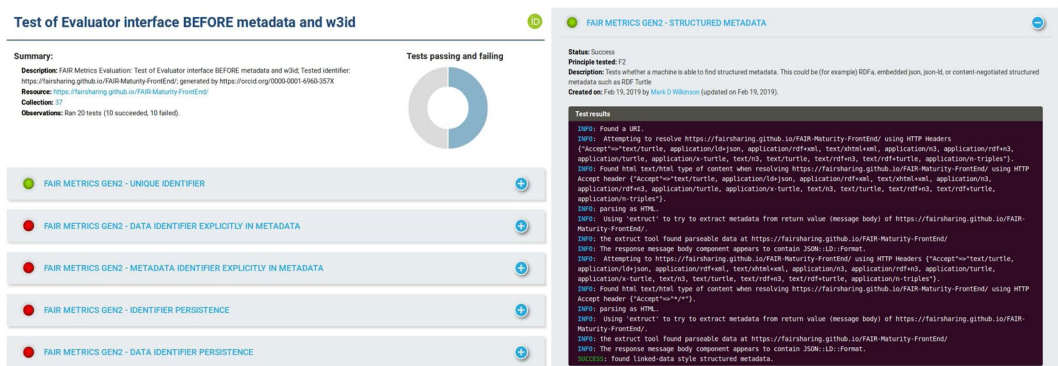 Test of Evaluator interface BEFORE metadata and w3id
iD
Summary:
Description: FAIR Metrics Evaluation: Test of Evaluator interface BEFORE metadata and w3id; Tested identifier:
https://fairsharing.github.io/FAIR-Maturity-FrontEnd/; generated by https://orcid.org/0000-0001-6960-357X
Resource: https://fairsharing.github.io/FAIR-Maturity-FrontEnd/
Collection: 37
Observations: Ran 20 tests (10 succeeded, 10 failed).
Tests passing and failing
FAIR METRICS GEN2 - UNIQUE IDENTIFIER
FAIR METRICS GEN2 - DATA IDENTIFIER EXPLICITLY IN METADATA
FAIR METRICS GEN2 - METADATA IDENTIFIER EXPLICITLY IN METADATA
FAIR METRICS GEN2 - IDENTIFIER PERSISTENCE
FAIR METRICS GEN2 - DATA IDENTIFIER PERSISTENCE
FAIR METRICS GEN2 - STRUCTURED METADATA
Status: Success
Principle tested: F2
Description: Tests whether a machine is able to find structured metadata. This could be (for example) RDFa, embedded json, json-ld, or content-negotiated structured
metadata such as RDF Turtle
Created on: Feb 19, 2019 by Mark D Wilkinson (updated on Feb 19, 2019).
Test results
INFO: Found a URI.
INFO: Attempting to resolve https://fairsharing.github.io/FAIR-Maturity-FrontEnd/ using HTTP Headers
{"Accept"=>"text/turtle, application/ld+json, application/rdf+xml, text/xhtml+xml, application/n3, application/rdf+n3,
application/turtle, application/x-turtle, text/n3, text/turtle, text/rdf+n3, text/rdf+turtle, application/n-triples"}.
INFO: Found html text/html type of content when resolving https://fairsharing.github.io/FAIR-Maturity-FrontEnd/ using HTTP
Accept header {"Accept"=>"text/turtle, application/ld+json, application/rdf+xml, text/xhtml+xml, application/n3,
application/rdf+n3, application/turtle, application/x-turtle, text/n3, text/turtle, text/rdf+n3, text/rdf+turtle,
application/n-triples"}.
INFO: parsing as HTML.
INFO: Using 'extruct' to try to extract metadata from return value (message body) of https://fairsharing.github.io/FAIR-
Maturity-FrontEnd/.
INFO: the extruct tool found parseable data at https://fairsharing.github.io/FAIR-Maturity-FrontEnd/
INFO: The response message body component appears to contain JSON::LD::Format.
INFO: Attempting to https://fairsharing.github.io/FAIR-Maturity-FrontEnd/ using HTTP Headers {"Accept"=>"text/turtle,
application/ld+json, application/rdf+xml, text/xhtml+xml, application/n3, application/rdf+n3, application/turtle,
application/x-turtle, text/n3, text/turtle, text/rdf+n3, text/rdf+turtle, application/n-triples"}.
INFO: Found html text/html type of content when resolving https://fairsharing.github.io/FAIR-Maturity-FrontEnd/ using HTTP
Accept header {"Accept"=>"*/*"}.
INFO: parsing as HTML.
INFO: Using 'extruct' to try to extract metadata from return value (message body) of https://fairsharing.github.io/FAIR-
Maturity-FrontEnd/.
INFO: the extruct tool found parseable data at https://fairsharing.github.io/FAIR-Maturity-FrontEnd/
INFO: The response message body component appears to contain JSON::LD::Format.
SUCCESS: found linked-data style structured metadata.